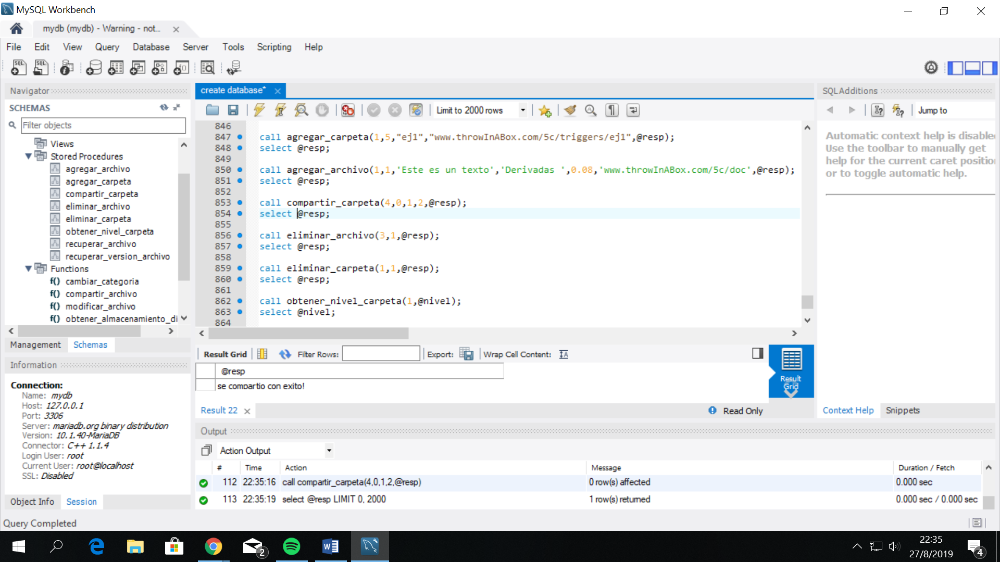 MySQL Workbench
mydb (mydb) - Warning - not...
File Edit View Query Database Server Tools Scripting Help
Navigator
SCHEMAS
Filter objects
Views
Stored Procedures
agregar_archivo
agregar_carpeta
compartir_carpeta
eliminar_archivo
eliminar_carpeta
obtener_nivel_carpeta
recuperar_archivo
recuperar_version_archivo
Functions
f() cambiar_categoria
f() compartir_archivo
f() modificar_archivo
f() obtener_almacenamiento_di
Management Schemas
Information
Connection:
Name: mydb
Host: 127.0.0.1
Port: 3306
Server: mariadb.org binary distribution
Version: 10.1.40-MariaDB
Connector: C++ 1.1.4
Login User: root
Current User: root@localhost
SSL: Disabled
Object Info Session
Query Completed
create database*
Limit to 2000 rows
846
847 call agregar_carpeta(1,5,"ej1","www.throwInABox.com/5c/triggers/ej1",@resp);
848 select @resp;
849
850 call agregar_archivo(1,1,'Este es un texto','Derivadas ',0.08,'www.throwInABox.com/5c/doc',@resp);
851 select @resp;
852
853 call compartir_carpeta(4,0,1,2,@resp);
854 select @resp;
855
856 call eliminar_archivo(3,1,@resp);
857 select @resp;
858
859 call eliminar_carpeta(1,1,@resp);
860 select @resp;
861
862 call obtener_nivel_carpeta(1,@nivel);
863 select @nivel;
864
Result Grid Filter Rows: Export: Wrap Cell Content:
@resp
se compartio con exito!
Result Grid
Result 22
Read Only
SQLAdditions
Jump to
Automatic context help is disabled
Use the toolbar to manually get
help for the current caret position
or to toggle automatic help.
Context Help Snippets
Output
Action Output
# Time Action Message Duration / Fetch
112 22:35:16 call compartir_carpeta(4,0,1,2,@resp) 0 row(s) affected 0.000 sec
113 22:35:19 select @resp LIMIT 0, 2000 1 row(s) returned 0.000 sec / 0.000 sec
2
22:35
27/8/2019
4